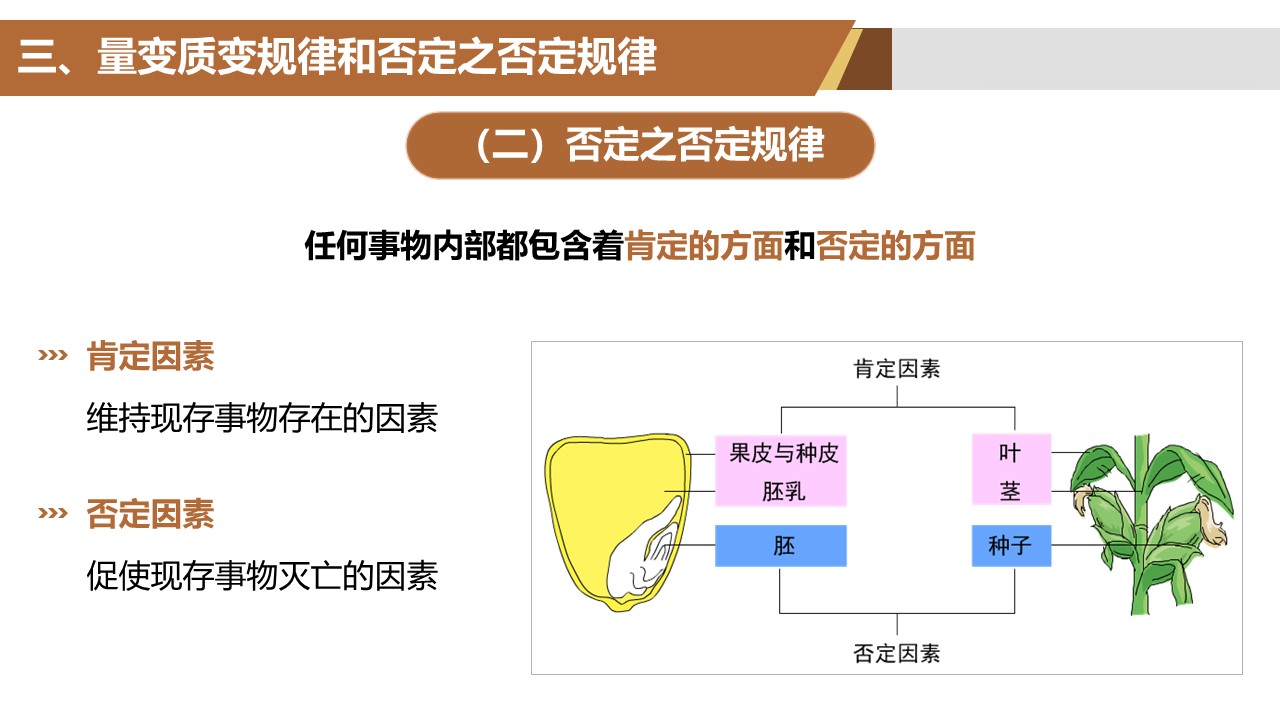 三、量变质变规律和否定之否定规律
（二）否定之否定规律
任何事物内部都包含着肯定的方面和否定的方面
肯定因素
维持现存事物存在的因素
否定因素
促使现存事物灭亡的因素
肯定因素
果皮与种皮
胚乳
叶
茎
胚
种子
否定因素